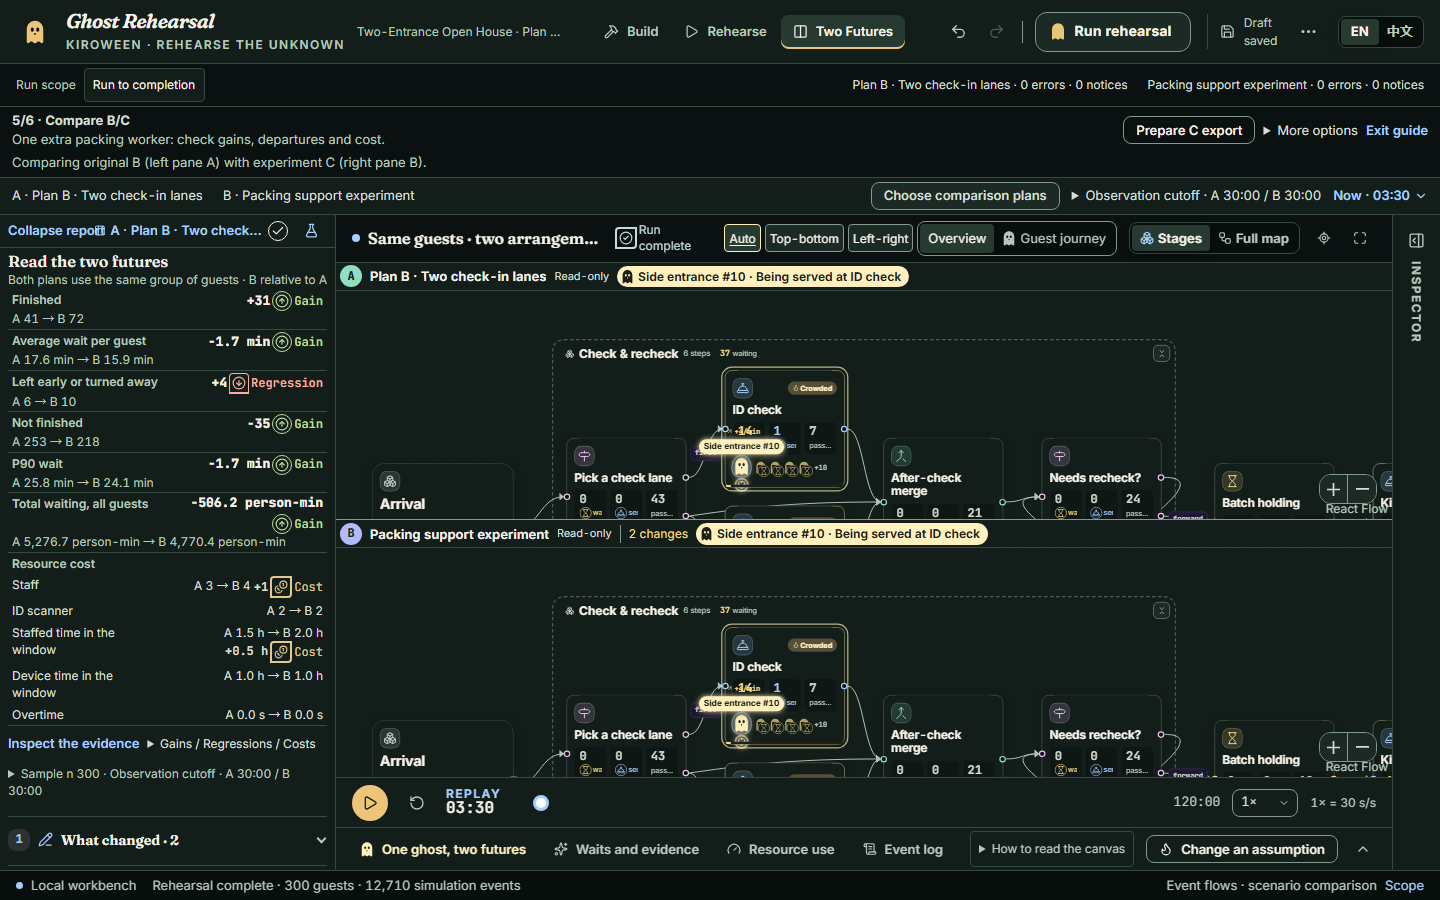 Ghost Rehearsal
KIROWEEN · REHEARSE THE UNKNOWN
Two-Entrance Open House · Plan ...
Build
Rehearse
Two Futures
Run rehearsal
Draft saved
EN
中文
Run scope
Run to completion
Plan B · Two check-in lanes · 0 errors · 0 notices
Packing support experiment · 0 errors · 0 notices
5/6 · Compare B/C
One extra packing worker: check gains, departures and cost.
Comparing original B (left pane A) with experiment C (right pane B).
Prepare C export
More options
Exit guide
A · Plan B · Two check-in lanes
B · Packing support experiment
Choose comparison plans
Observation cutoff · A 30:00 / B 30:00
Now · 03:30
Collapse report
A · Plan B · Two check...
Read the two futures
Both plans use the same group of guests · B relative to A
Finished
+31 Gain
A 41 → B 72
Average wait per guest
-1.7 min Gain
A 17.6 min → B 15.9 min
Left early or turned away
+4 Regression
A 6 → B 10
Not finished
-35 Gain
A 253 → B 218
P90 wait
-1.7 min Gain
A 25.8 min → B 24.1 min
Total waiting, all guests
-506.2 person-min
Gain
A 5,276.7 person-min → B 4,770.4 person-min
Resource cost
Staff
A 3 → B 4 +1 Cost
ID scanner
A 2 → B 2
Staffed time in the window
A 1.5 h → B 2.0 h
+0.5 h Cost
Device time in the window
A 1.0 h → B 1.0 h
Overtime
A 0.0 s → B 0.0 s
Inspect the evidence
Gains / Regressions / Costs
Sample n 300 · Observation cutoff · A 30:00 / B 30:00
1
What changed · 2
Same guests · two arrangem...
Run complete
Auto
Top-bottom
Left-right
Overview
Guest journey
Stages
Full map
INSPECTOR
A
Plan B · Two check-in lanes
Read-only
Side entrance #10 · Being served at ID check
Check & recheck
6 steps
37 waiting
Crowded
ID check
14
1
7
pass...
Side entrance #10
+10
Arrival
Pick a check lane
0
0
43
pass...
After-check merge
0
0
21
Needs recheck?
0
0
24
pass...
Batch holding
React Flow
B
Packing support experiment
Read-only
2 changes
Side entrance #10 · Being served at ID check
Check & recheck
6 steps
37 waiting
Crowded
ID check
14
1
7
pass...
Side entrance #10
+10
Arrival
Pick a check lane
0
0
43
pass...
After-check merge
0
0
21
Needs recheck?
0
0
24
pass...
Batch holding
React Flow
REPLAY
03:30
120:00
1×
1× = 30 s/s
One ghost, two futures
Waits and evidence
Resource use
Event log
How to read the canvas
Change an assumption
Local workbench
Rehearsal complete · 300 guests · 12,710 simulation events
Event flows · scenario comparison
Scope